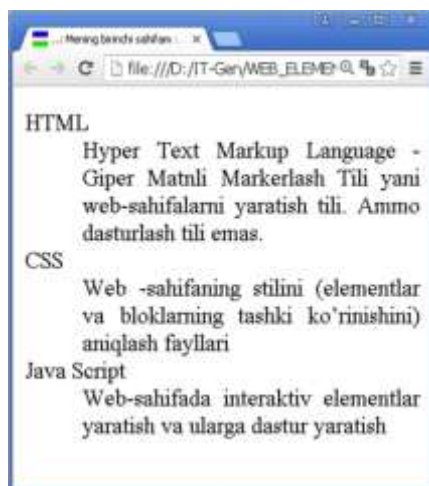 ..: Mening birinchi sahifam :
file:///D:/IT-Gen/WEB_ELEME
HTML
Hyper Text Markup Language -
Giper Matnli Markerlash Tili yani
web-sahifalarni yaratish tili. Ammo
dasturlash tili emas.
CSS
Web -sahifaning stilini (elementlar
va bloklarning tashki ko'rinishini)
aniqlash fayllari
Java Script
Web-sahifada interaktiv elementlar
yaratish va ularga dastur yaratish